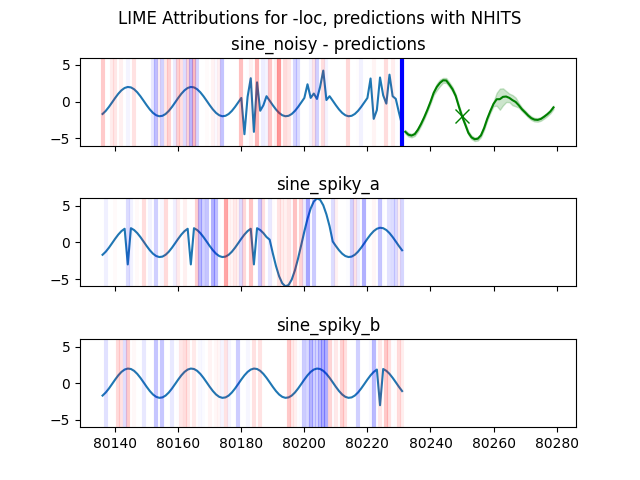 LIME Attributions for -loc, predictions with NHITS
sine_noisy - predictions
5
0
−5
sine_spiky_a
5
0
−5
sine_spiky_b
5
0
−5
80140 80160 80180 80200 80220 80240 80260 80280